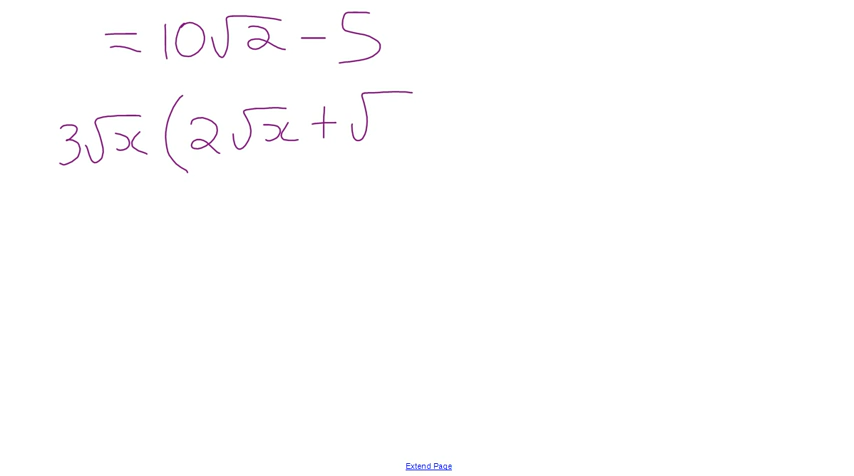 = 10√2 − 5
3√x (2√x + √
Extend Page